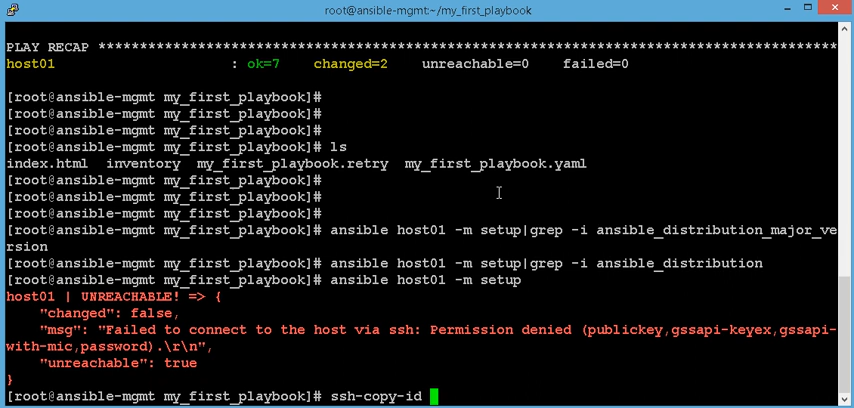 root@ansible-mgmt:~/my_first_playbook
PLAY RECAP *********************************************************************************************
host01                     : ok=7    changed=2    unreachable=0    failed=0
[root@ansible-mgmt my_first_playbook]#
[root@ansible-mgmt my_first_playbook]#
[root@ansible-mgmt my_first_playbook]#
[root@ansible-mgmt my_first_playbook]# ls
index.html  inventory  my_first_playbook.retry  my_first_playbook.yaml
[root@ansible-mgmt my_first_playbook]#
[root@ansible-mgmt my_first_playbook]#
[root@ansible-mgmt my_first_playbook]#
[root@ansible-mgmt my_first_playbook]# ansible host01 -m setup|grep -i ansible_distribution_major_ve
rsion
[root@ansible-mgmt my_first_playbook]# ansible host01 -m setup|grep -i ansible_distribution
[root@ansible-mgmt my_first_playbook]# ansible host01 -m setup
host01 | UNREACHABLE! => {
    "changed": false,
    "msg": "Failed to connect to the host via ssh: Permission denied (publickey,gssapi-keyex,gssapi-
with-mic,password).\r\n",
    "unreachable": true
}
[root@ansible-mgmt my_first_playbook]# ssh-copy-id